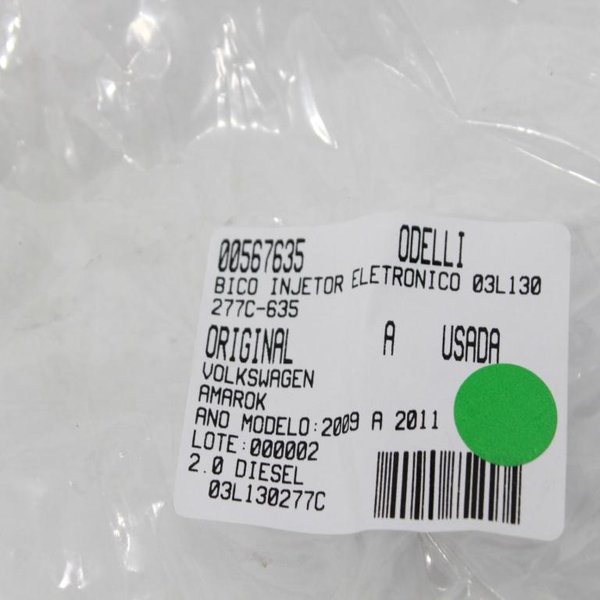 00567635 ODELLI
BICO INJETOR ELETRONICO 03L130
277C-635
ORIGINAL A USADA
VOLKSWAGEN
AMAROK
ANO MODELO:2009 A 2011
LOTE:000002
2.0 DIESEL
03L130277C